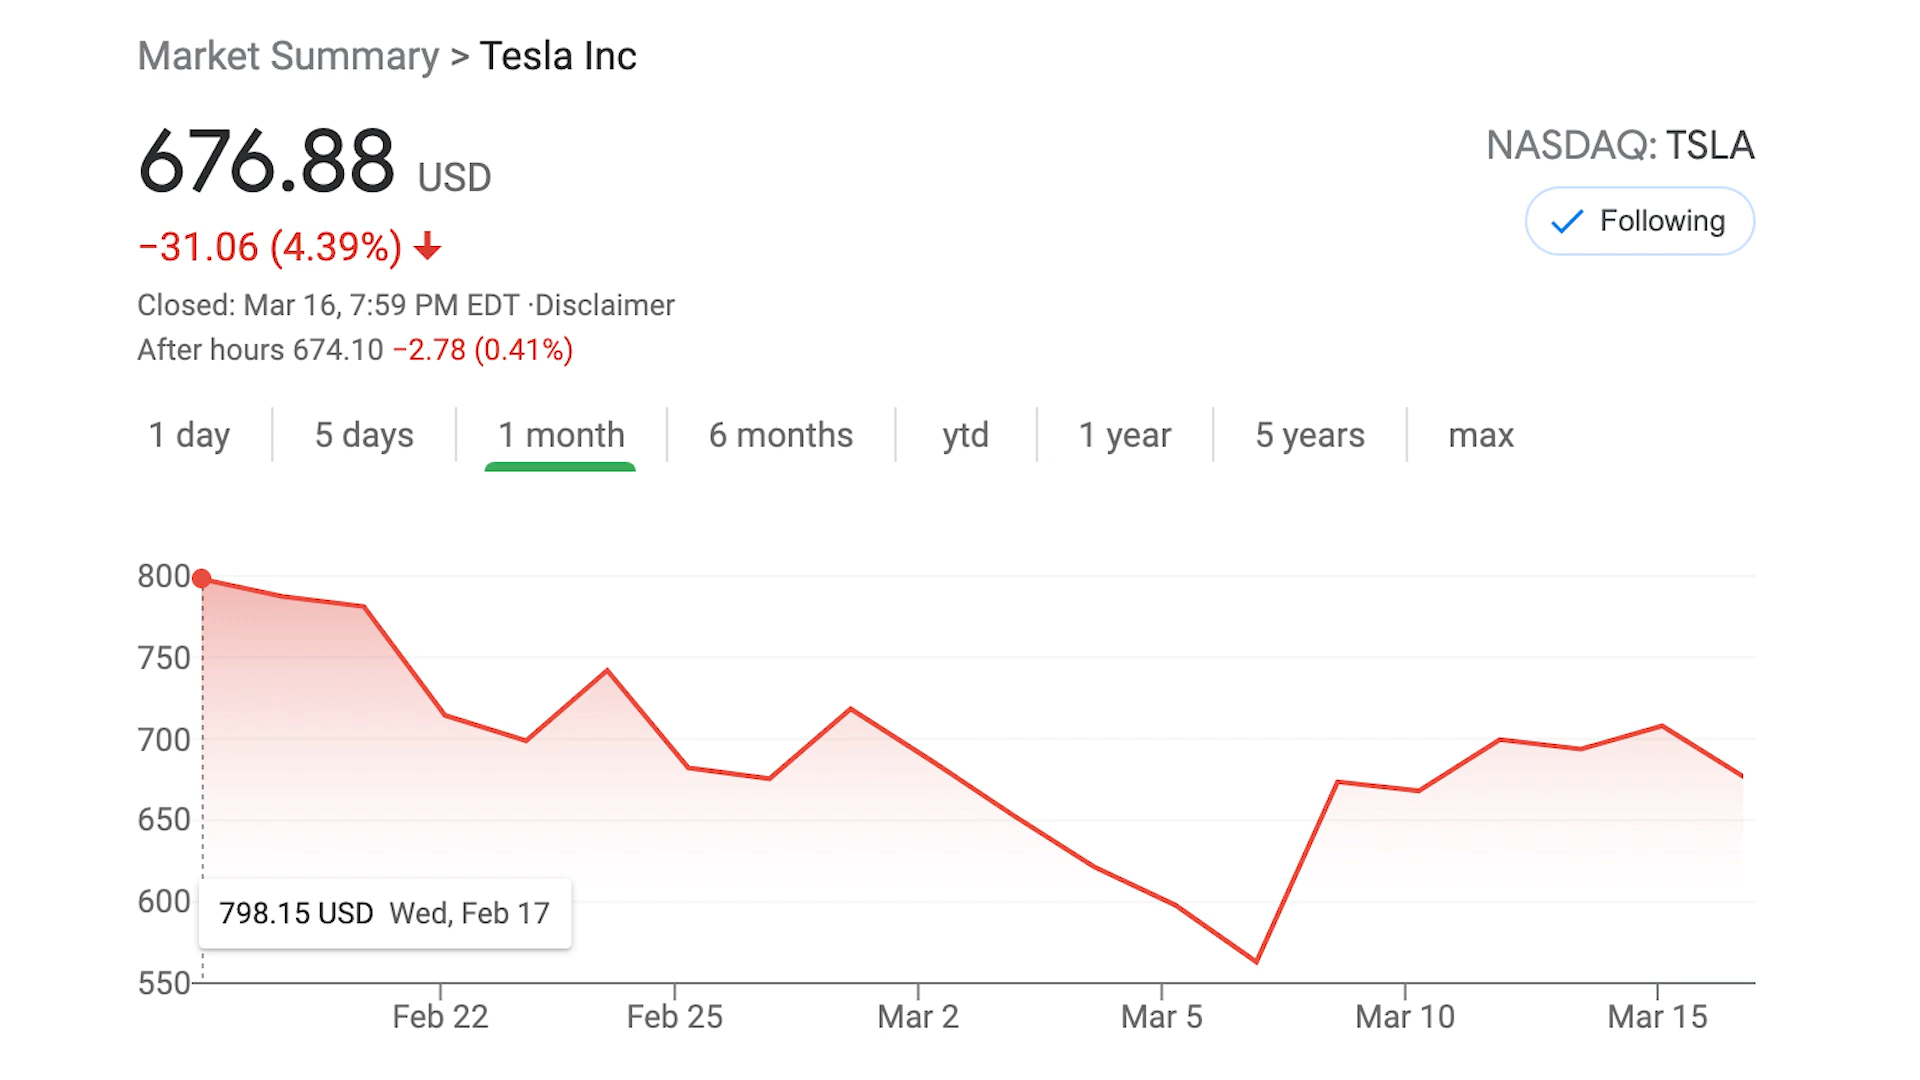 Market Summary > Tesla Inc
676.88 USD
NASDAQ: TSLA
−31.06 (4.39%)
Following
Closed: Mar 16, 7:59 PM EDT ·Disclaimer
After hours 674.10 −2.78 (0.41%)
1 day 5 days 1 month 6 months ytd 1 year 5 years max
800
750
700
650
600
798.15 USD Wed, Feb 17
550
Feb 22 Feb 25 Mar 2 Mar 5 Mar 10 Mar 15